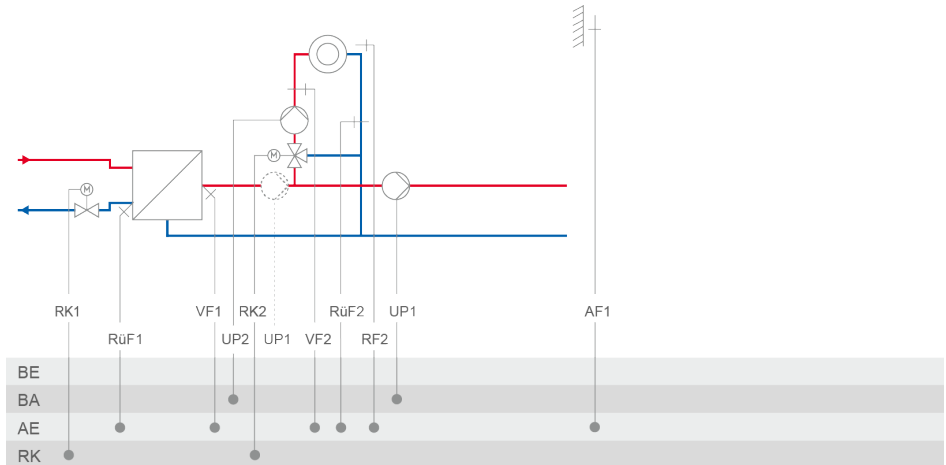 M
M
RK1 VF1 RK2 RüF2 UP1 AF1
RüF1 UP2 UP1 VF2 RF2
BE
BA
AE
RK